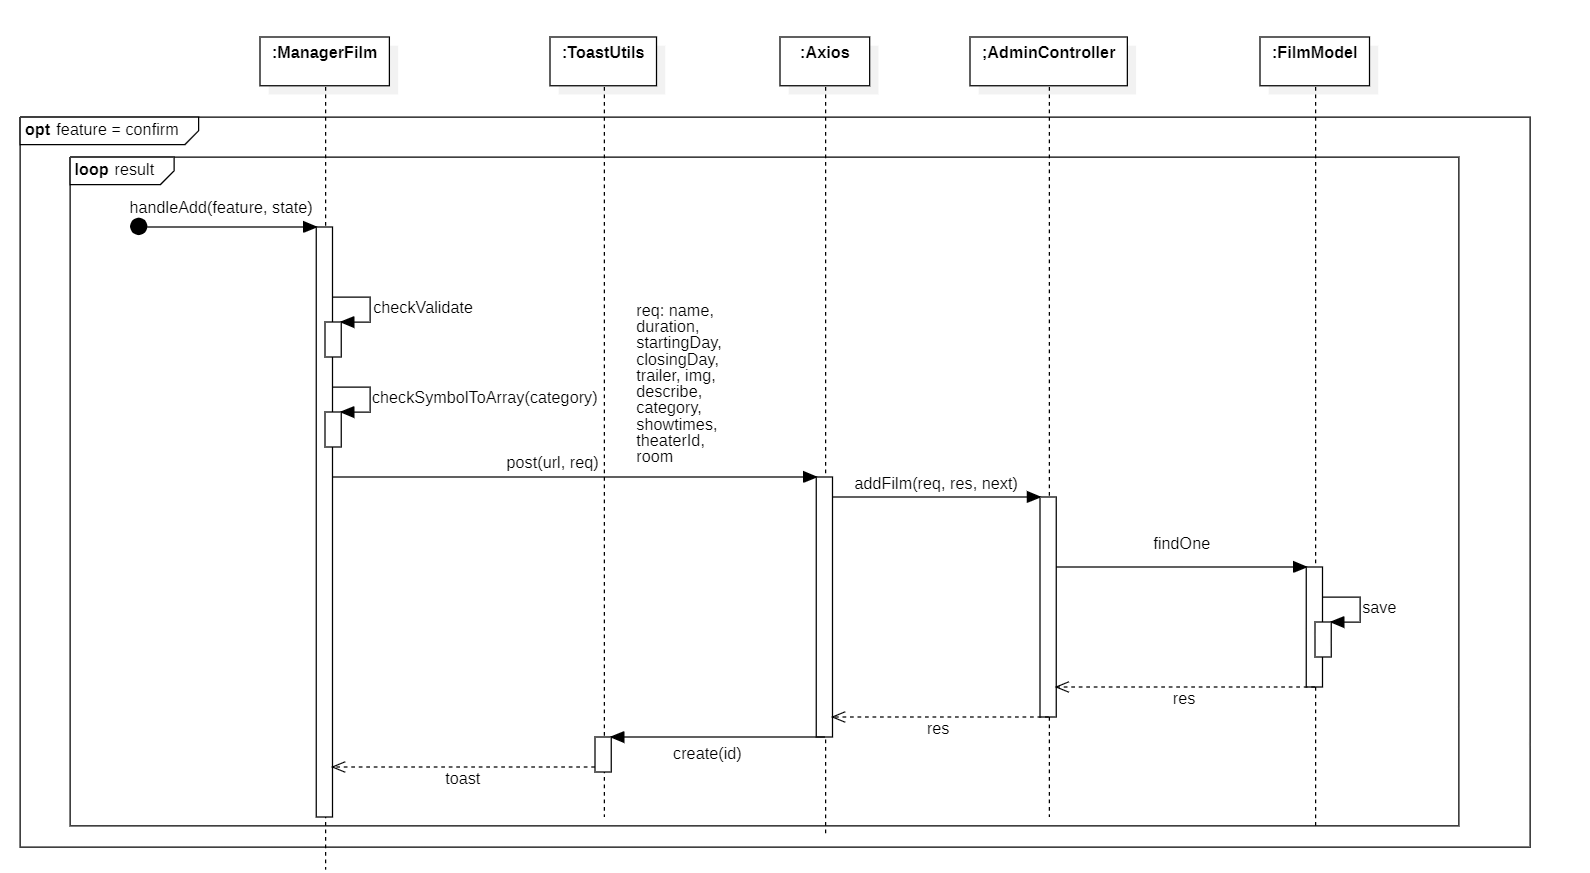 :ManagerFilm
:ToastUtils
:Axios
;AdminController
:FilmModel
opt feature = confirm
loop result
handleAdd(feature, state)
checkValidate
req: name,
duration,
startingDay,
closingDay,
trailer, img,
describe,
category,
showtimes,
theaterId,
room
checkSymbolToArray(category)
post(url, req)
addFilm(req, res, next)
findOne
save
res
res
create(id)
toast